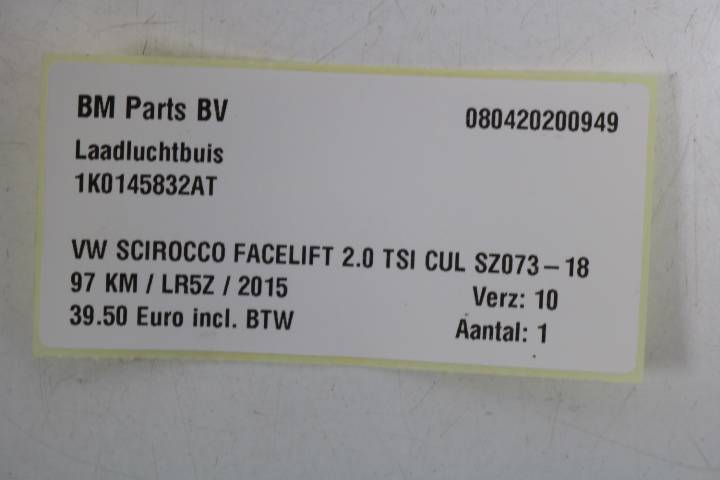 BM Parts BV 080420200949
Laadluchtbuis
1K0145832AT
VW SCIROCCO FACELIFT 2.0 TSI CUL SZ073-18
97 KM / LR5Z / 2015 Verz: 10
39.50 Euro incl. BTW Aantal: 1